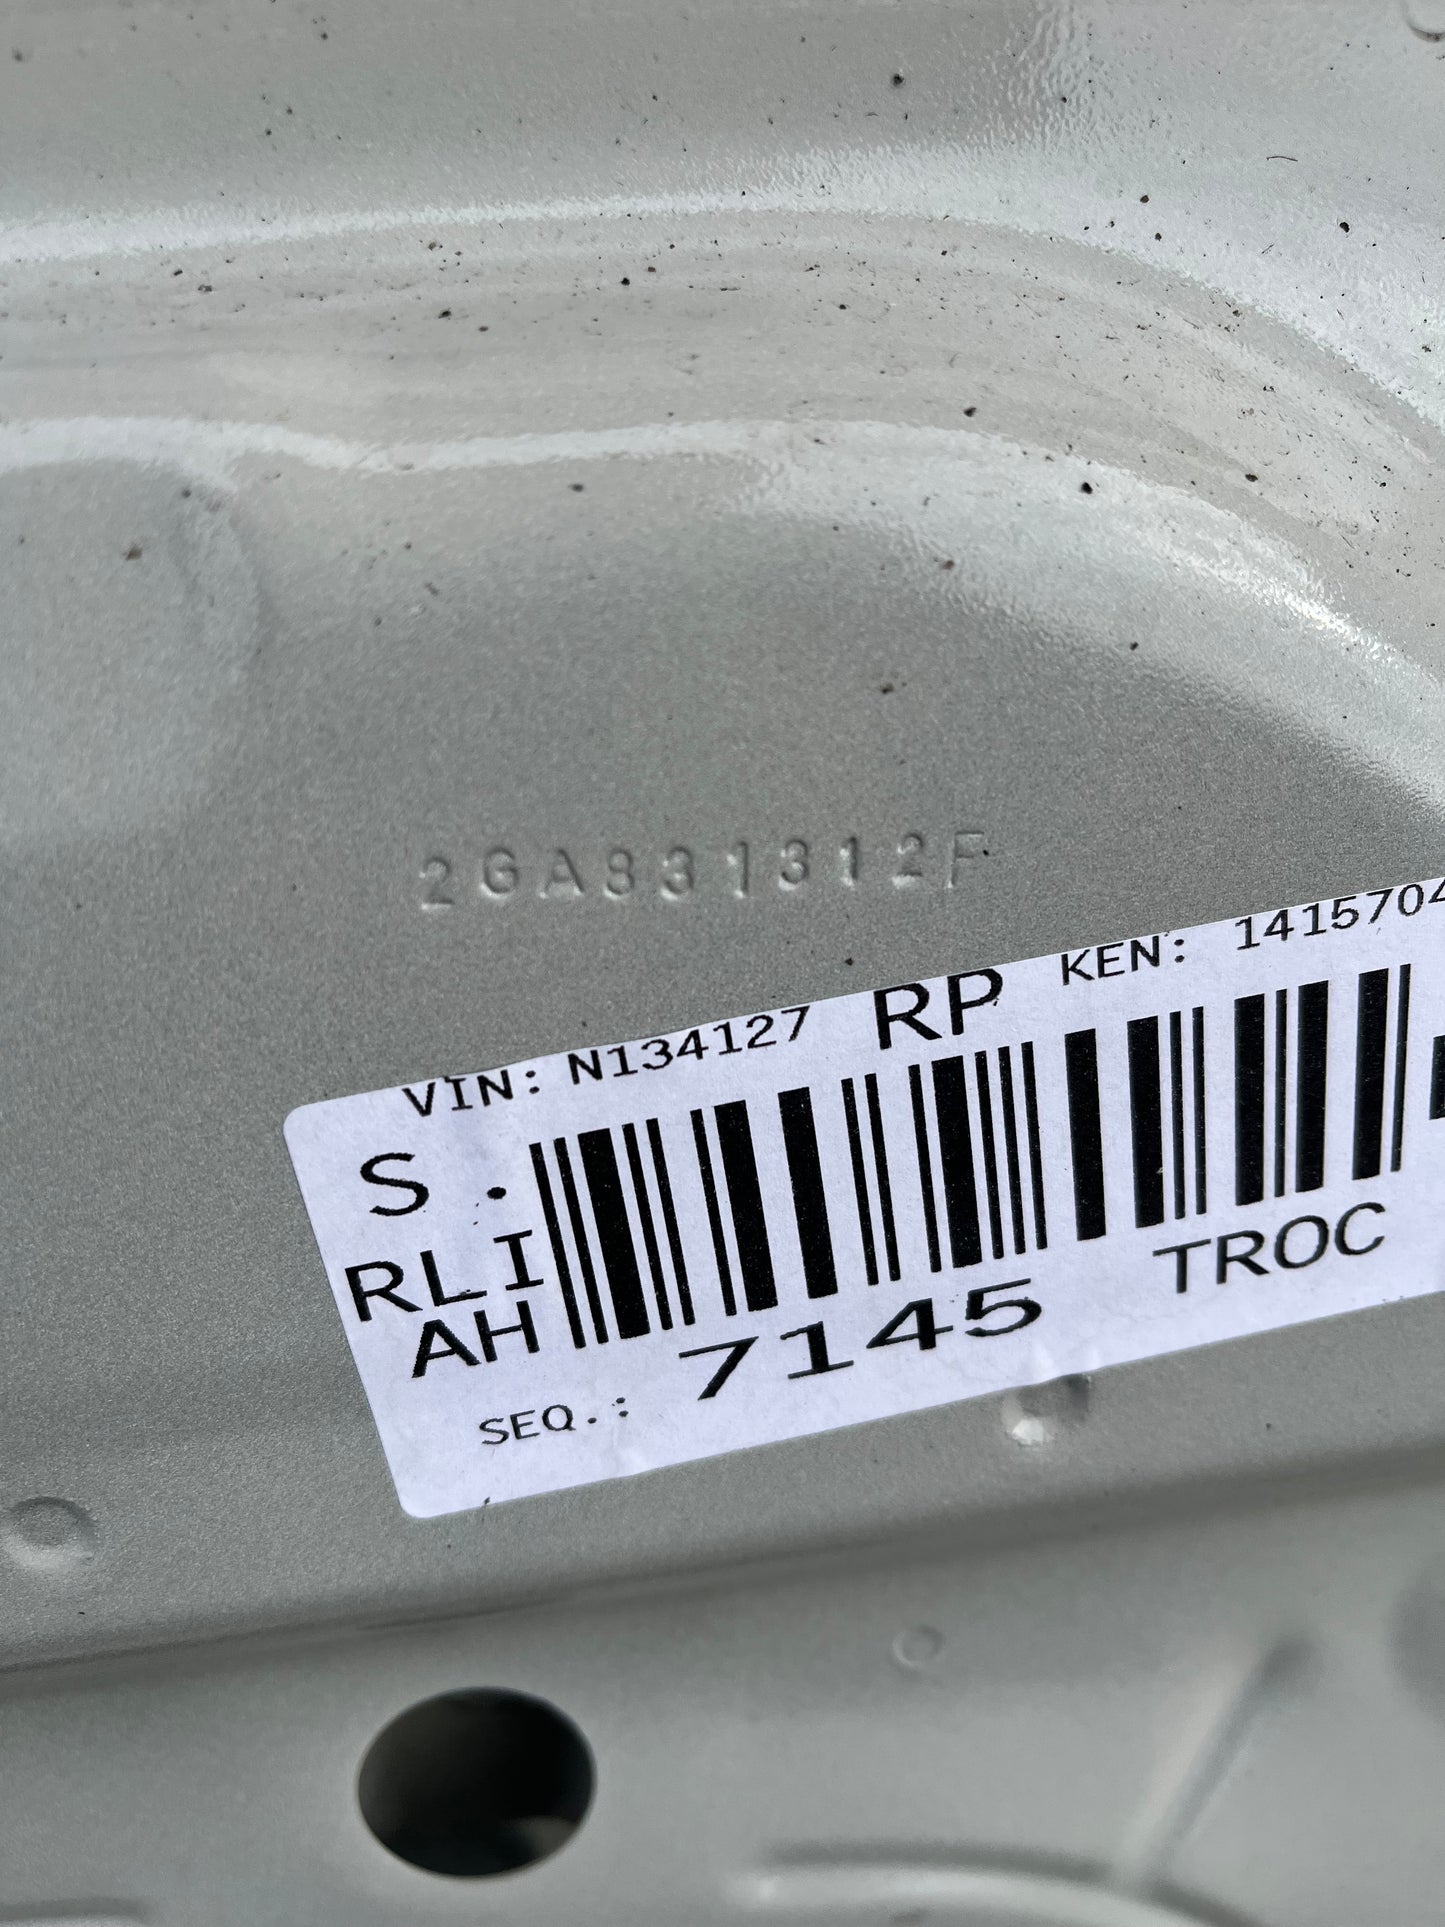 2GA831312F
VIN: N134127 RP KEN: 1415704
S.
RLI
AH
7145 TROC
SEQ.: